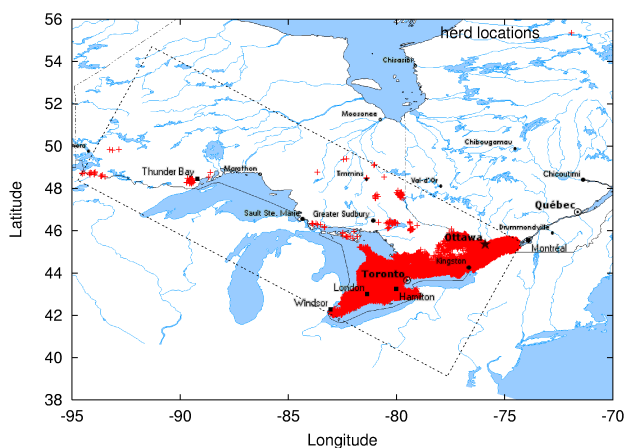 56
54
52
50
48
46
44
42
40
38
Latitude
herd locations
Chisasibi
Moosonee
Chibougamau
Thunder Bay
Marathon
Timmins
Val-d'Or
Chicoutimi
Québec
Sault Ste. Marie
Greater Sudbury
Drummondville
Ottawa
Montréal
Kingston
Toronto
London
Hamilton
Windsor
-95
-90
-85
-80
-75
-70
Longitude